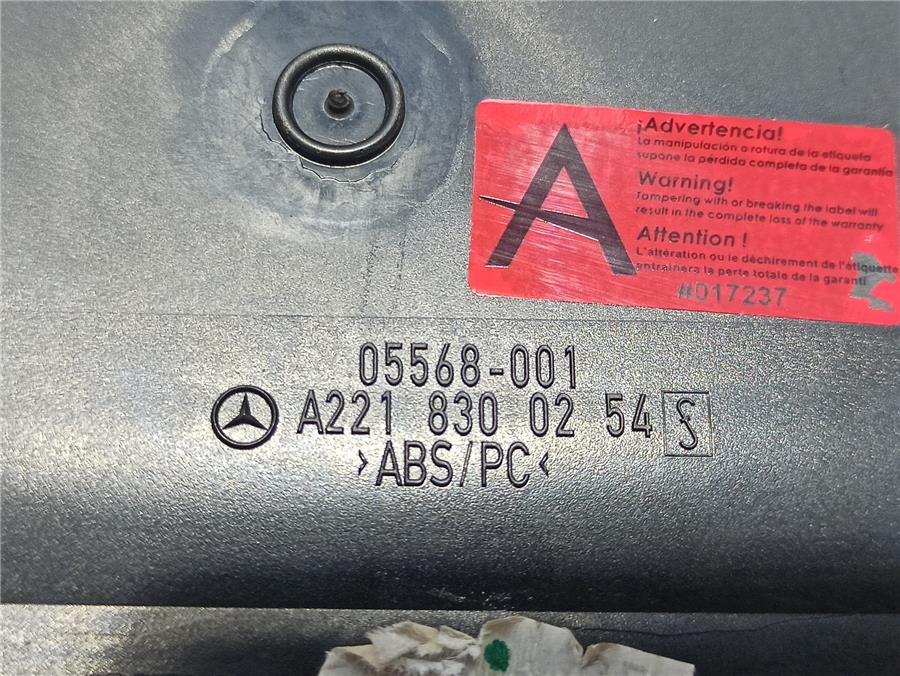 A
¡Advertencia!
La manipulación o rotura de la etiqueta
supone la pérdida completa de la garantía
Warning!
Tampering with or breaking the label will
result in the complete loss of the warranty
Attention !
L'altération ou le déchirement de l'étiquette
entraînera la perte totale de la garanti
#017237
05568-001
A221 830 02 54 S
>ABS/PC<